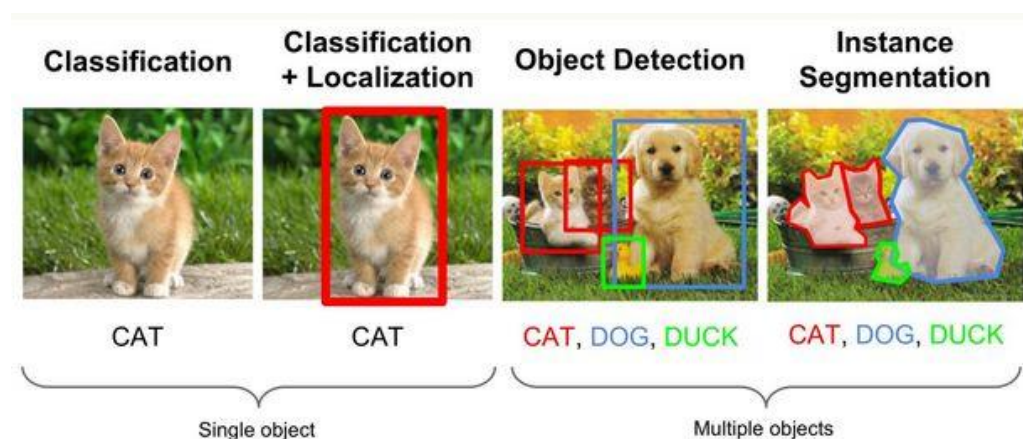 Classification
Classification
+ Localization
Object Detection
Instance
Segmentation
CAT
CAT
CAT, DOG, DUCK
CAT, DOG, DUCK
Single object
Multiple objects